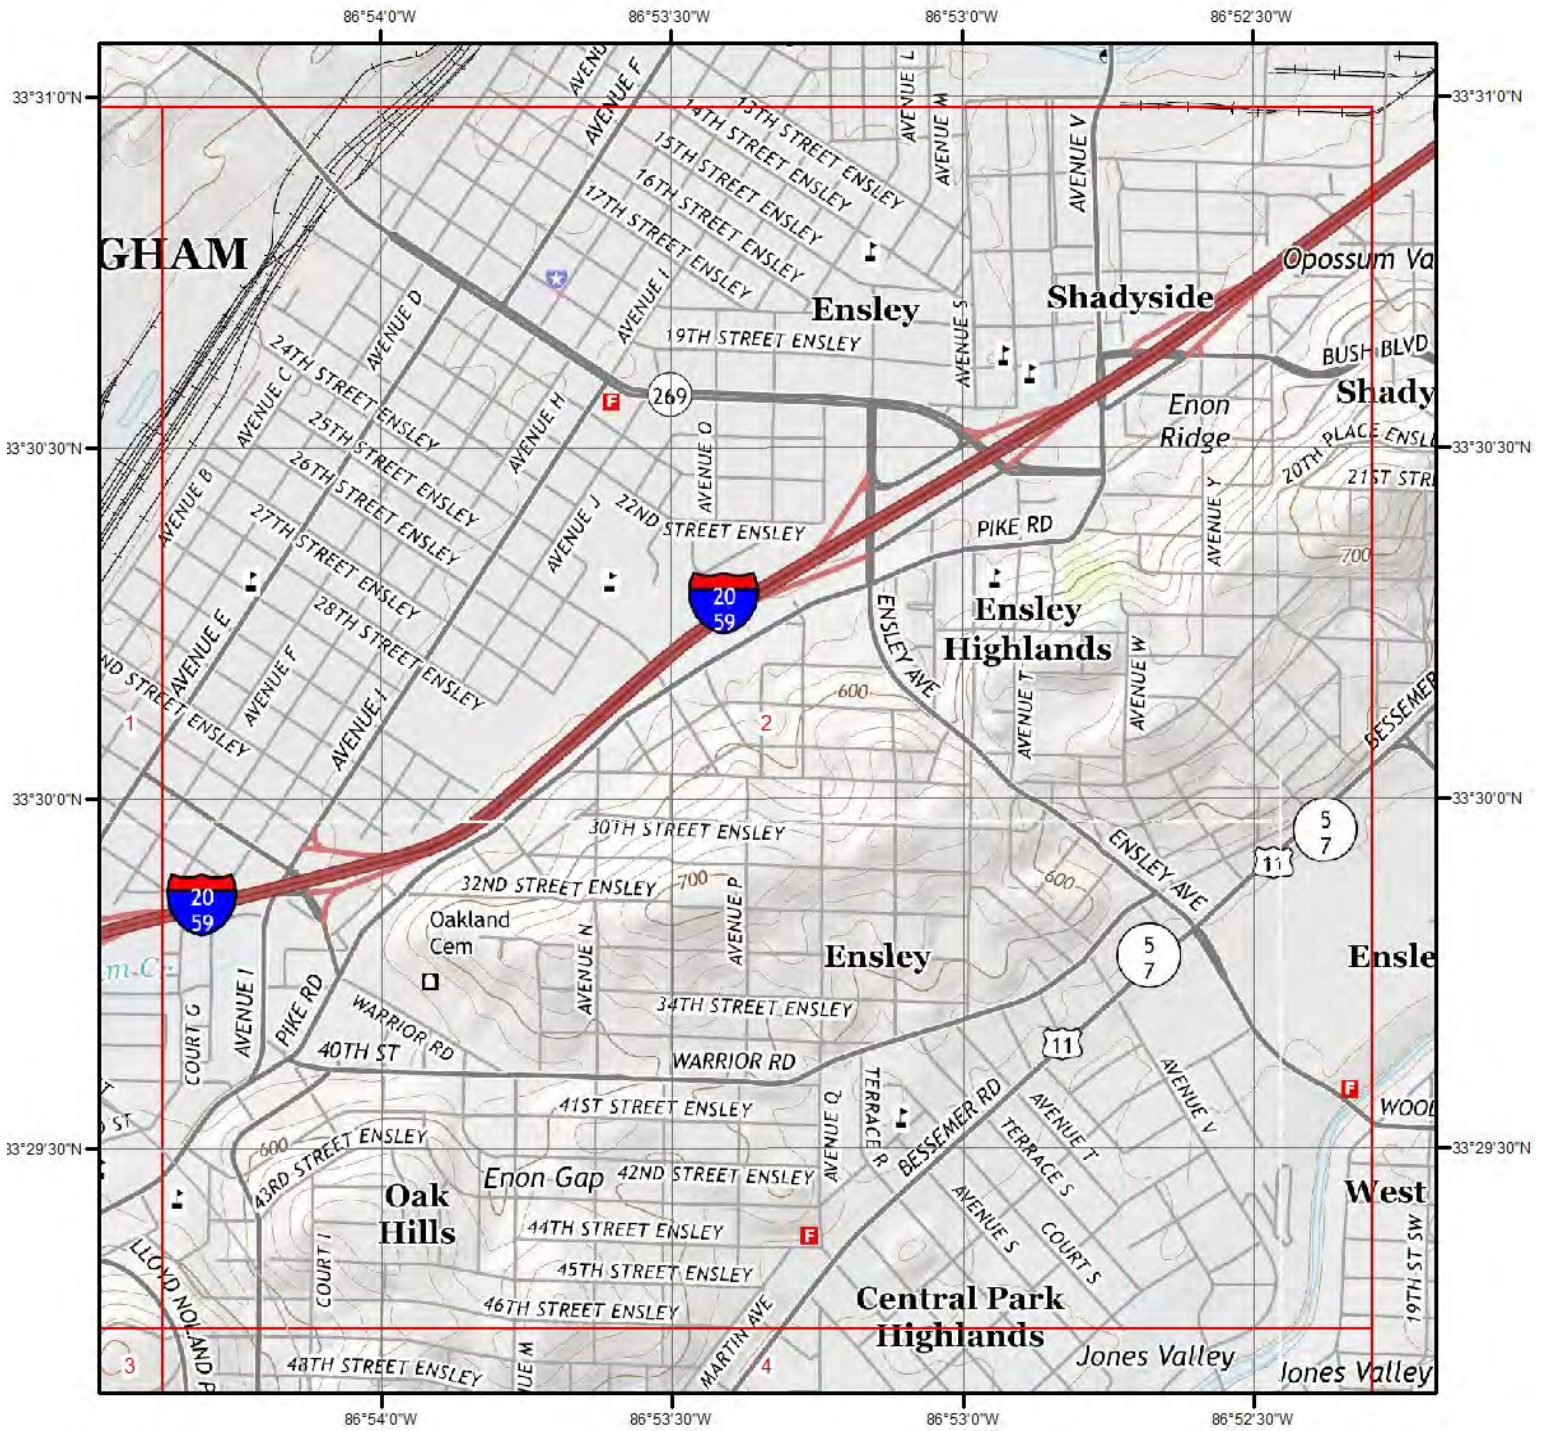 86°54'0"W
86°53'30"W
86°53'0"W
86°52'30"W
33°31'0"N
33°31'0"N
AVENUE F
AVENUE L
AVENUE M
AVENUE V
13TH STREET ENSLEY
14TH STREET ENSLEY
15TH STREET ENSLEY
16TH STREET ENSLEY
17TH STREET ENSLEY
GHAM
Opossum Va
AVENUE D
AVENUE I
Ensley
Shadyside
AVENUE S
19TH STREET ENSLEY
BUSH BLVD
24TH STREET ENSLEY
AVENUE C
F
269
Shady
Enon
Ridge
25TH STREET ENSLEY
AVENUE H
AVENUE O
20TH PLACE ENSL
33°30'30"N
33°30'30"N
26TH STREET ENSLEY
21ST STR
AVENUE B
27TH STREET ENSLEY
AVENUE J
22ND STREET ENSLEY
PIKE RD
AVENUE Y
700
20
59
28TH STREET ENSLEY
AVENUE E
ENSLEY AVE
Ensley
Highlands
AVENUE F
ND STREET ENSLEY
600
AVENUE T
AVENUE W
BESSEMER
1
2
AVENUE I
33°30'0"N
33°30'0"N
30TH STREET ENSLEY
5
7
ENSLEY AVE
11
32ND STREET ENSLEY
700
600
20
59
AVENUE P
Oakland
Cem
AVENUE N
Ensley
5
7
Ensle
m Cr
COURT G
AVENUE I
PIKE RD
WARRIOR RD
34TH STREET ENSLEY
11
40TH ST
WARRIOR RD
TERRACE R
BESSEMER RD
AVENUE V
F
41ST STREET ENSLEY
AVENUE Q
AVENUE T
WOOL
ST
33°29'30"N
33°29'30"N
600
43RD STREET ENSLEY
TERRACE S
Enon Gap
42ND STREET ENSLEY
Oak
Hills
West
44TH STREET ENSLEY
F
AVENUE S
COURT S
19TH ST SW
LLOYD NOLAND P
COURT I
45TH STREET ENSLEY
46TH STREET ENSLEY
Central Park
Highlands
MARTIN AVE
3
48TH STREET ENSLEY
UE M
4
Jones Valley
Jones Valley
86°54'0"W
86°53'30"W
86°53'0"W
86°52'30"W